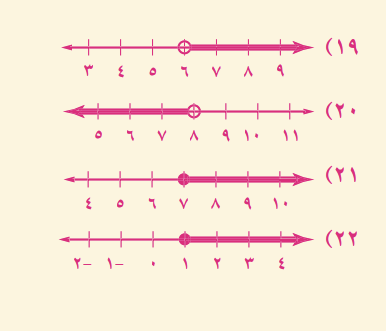 (١٩
٣ ٤ ٥ ٦ ٧ ٨ ٩
(٢٠
٥ ٦ ٧ ٨ ٩ ١٠ ١١
(٢١
٤ ٥ ٦ ٧ ٨ ٩ ١٠
(٢٢
٢− ١− ٠ ١ ٢ ٣ ٤